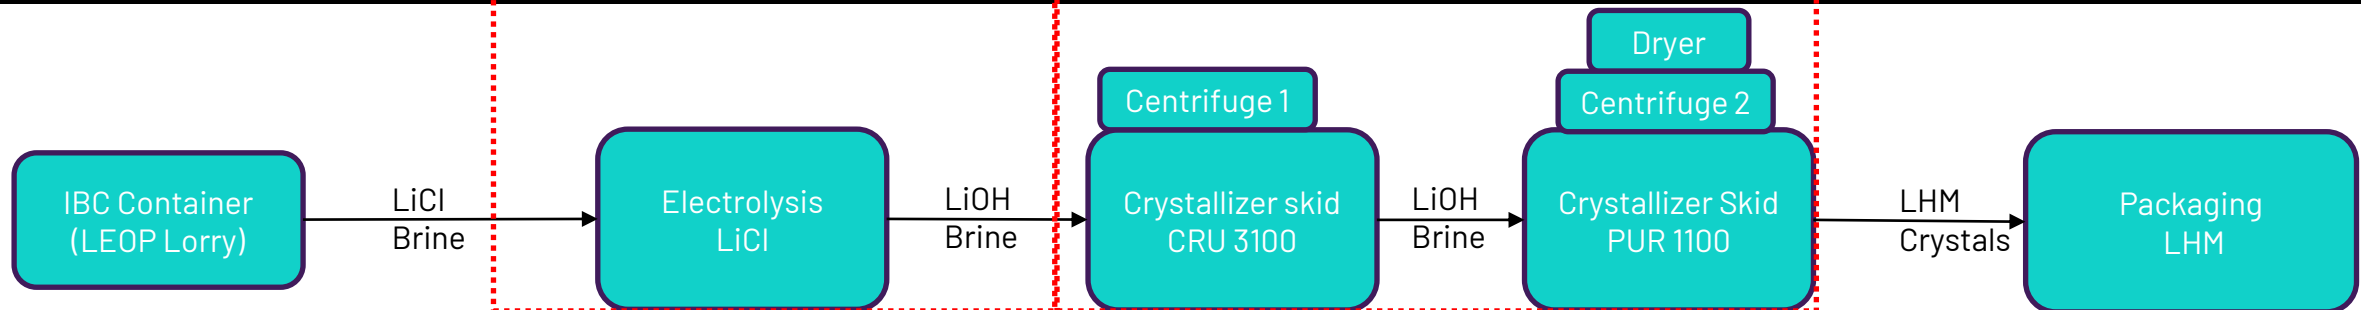 Dryer
Centrifuge 1
Centrifuge 2
IBC Container
(LEOP Lorry)
LiCl
Brine
Electrolysis
LiCl
LiOH
Brine
Crystallizer skid
CRU 3100
LiOH
Brine
Crystallizer Skid
PUR 1100
LHM
Crystals
Packaging
LHM